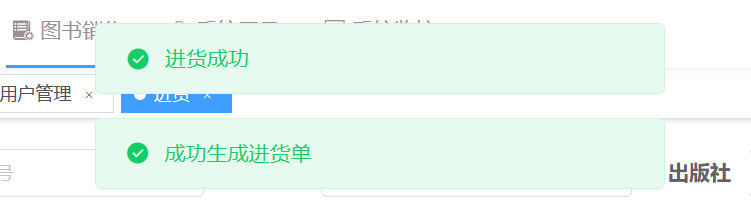 图书销
进货成功
用户管理 ×
进货 ×
成功生成进货单
号
出版社